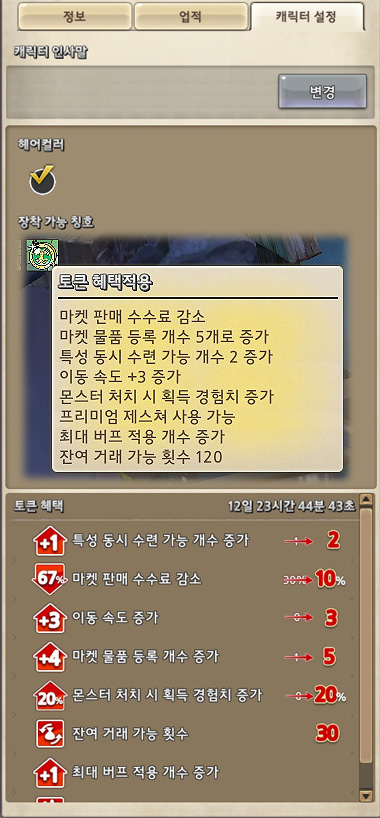 정보 업적 캐릭터 설정
캐릭터 인사말
변경
헤어컬러
장착 가능 칭호
토큰 혜택적용
마켓 판매 수수료 감소
마켓 물품 등록 개수 5개로 증가
특성 동시 수련 가능 개수 2 증가
이동 속도 +3 증가
몬스터 처치 시 획득 경험치 증가
프리미엄 제스쳐 사용 가능
최대 버프 적용 개수 증가
잔여 거래 가능 횟수 120
토큰 혜택 12일 23시간 44분 43초
+1 특성 동시 수련 가능 개수 증가 1 2
67% 마켓 판매 수수료 감소 30% 10%
+3 이동 속도 증가 0 3
+4 마켓 물품 등록 개수 증가 1 5
20% 몬스터 처치 시 획득 경험치 증가 0 20%
잔여 거래 가능 횟수 30
+1 최대 버프 적용 개수 증가